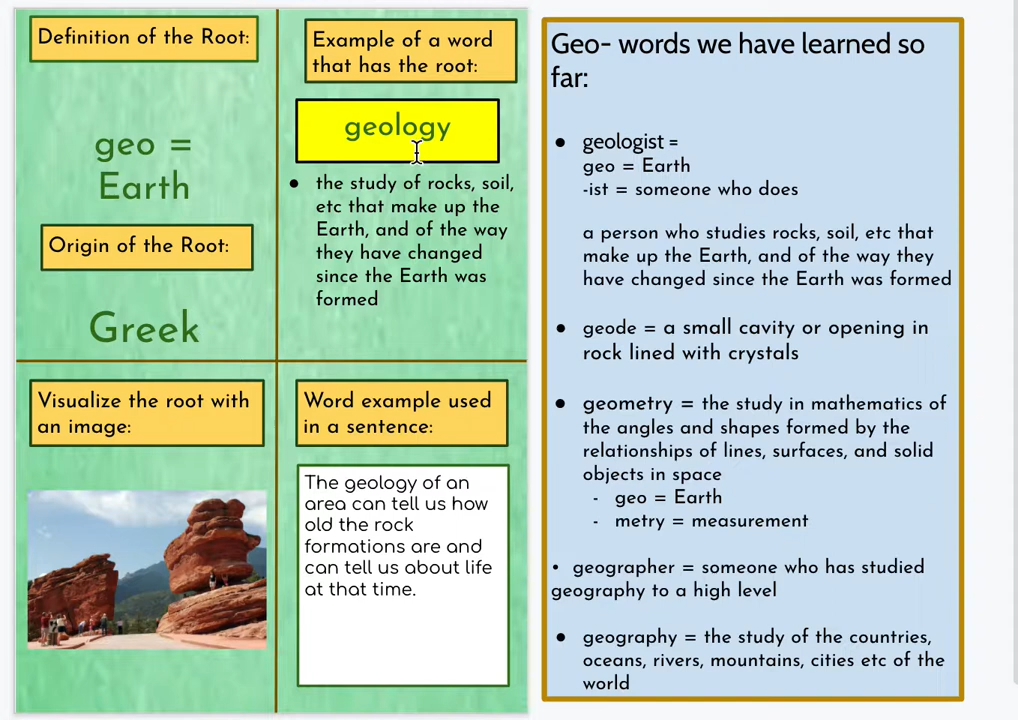 Definition of the Root:
geo =
Earth
Origin of the Root:
Greek
Example of a word
that has the root:
geology
● the study of rocks, soil,
etc that make up the
Earth, and of the way
they have changed
since the Earth was
formed
Visualize the root with
an image:
Word example used
in a sentence:
The geology of an
area can tell us how
old the rock
formations are and
can tell us about life
at that time.
Geo- words we have learned so
far:
● geologist =
geo = Earth
-ist = someone who does
a person who studies rocks, soil, etc that
make up the Earth, and of the way they
have changed since the Earth was formed
● geode = a small cavity or opening in
rock lined with crystals
● geometry = the study in mathematics of
the angles and shapes formed by the
relationships of lines, surfaces, and solid
objects in space
- geo = Earth
- metry = measurement
• geographer = someone who has studied
geography to a high level
● geography = the study of the countries,
oceans, rivers, mountains, cities etc of the
world